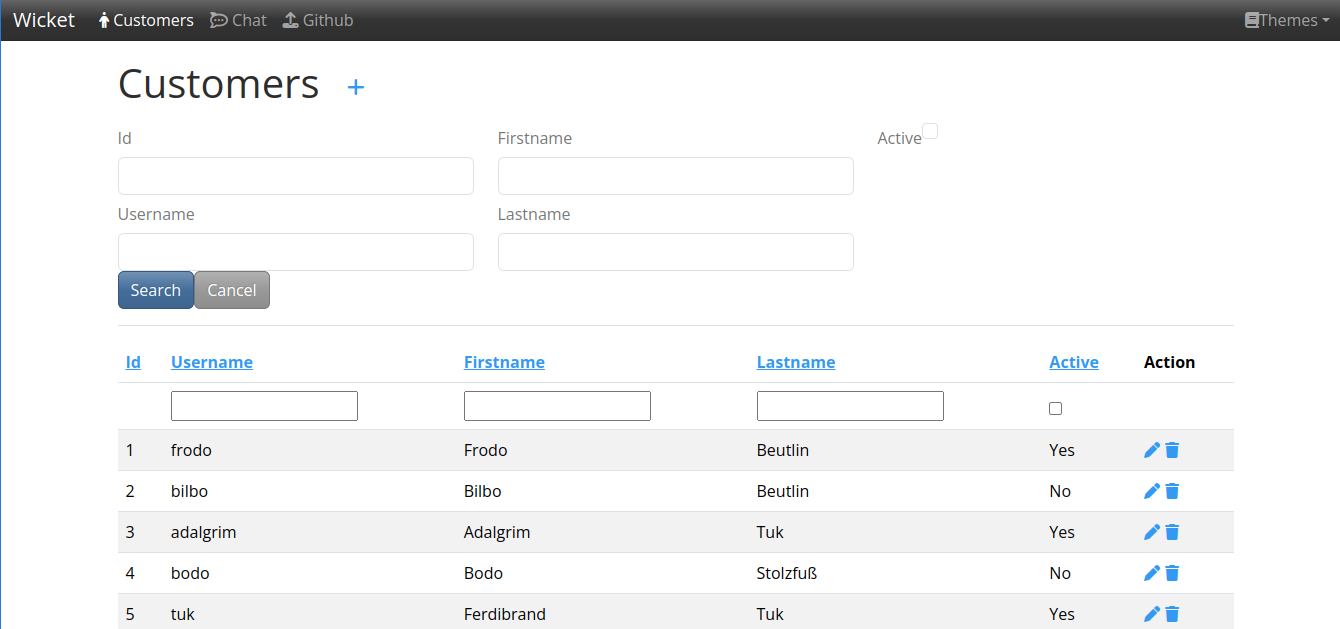 Wicket Customers Chat Github Themes
Customers +
Id Firstname Active
Username Lastname
Search Cancel
Id Username Firstname Lastname Active Action
1 frodo Frodo Beutlin Yes
2 bilbo Bilbo Beutlin No
3 adalgrim Adalgrim Tuk Yes
4 bodo Bodo Stolzfuß No
5 tuk Ferdibrand Tuk Yes